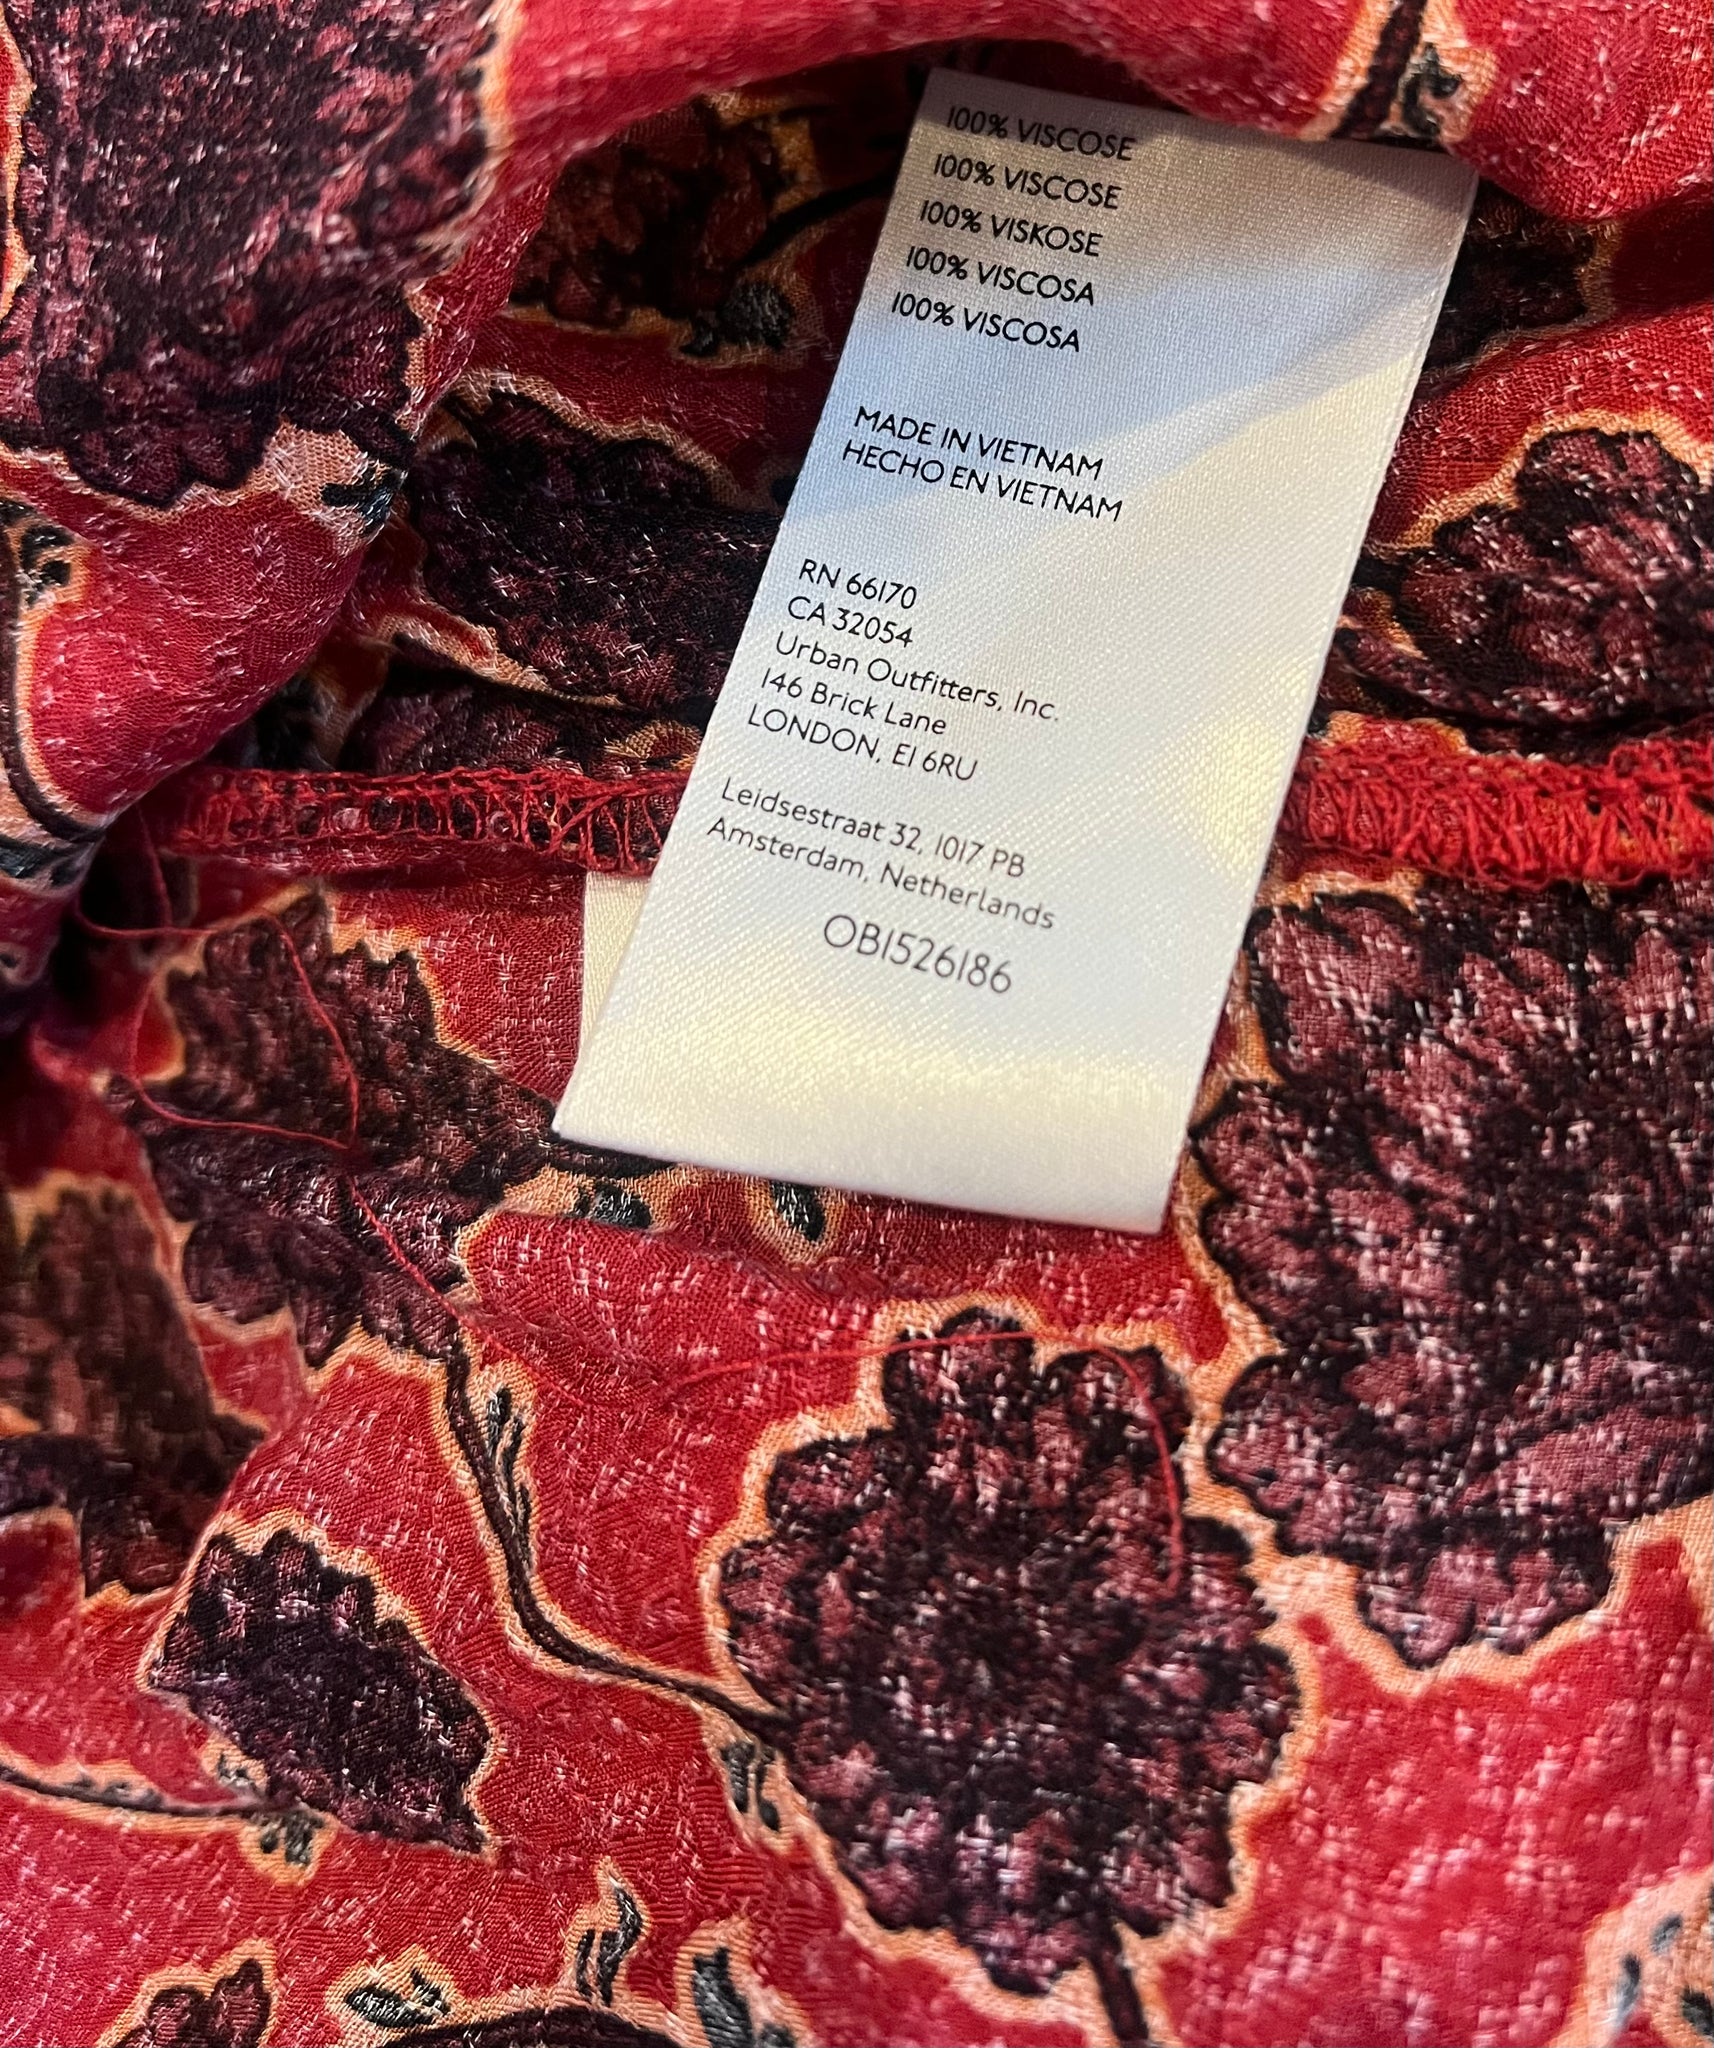 100% VISCOSE
100% VISCOSE
100% VISKOSE
100% VISCOSA
100% VISCOSA
MADE IN VIETNAM
HECHO EN VIETNAM
RN 66170
CA 32054
Urban Outfitters, Inc.
146 Brick Lane
LONDON, E1 6RU
Leidsestraat 32, 1017 PB
Amsterdam, Netherlands
OB1526186